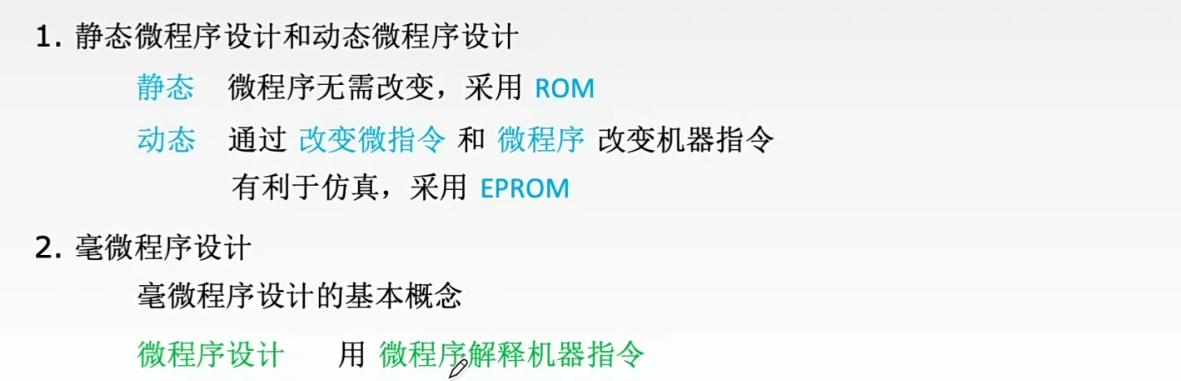 1. 静态微程序设计和动态微程序设计
静态 微程序无需改变，采用 ROM
动态 通过 改变微指令 和 微程序 改变机器指令
有利于仿真，采用 EPROM
2. 毫微程序设计
毫微程序设计的基本概念
微程序设计 用 微程序解释机器指令